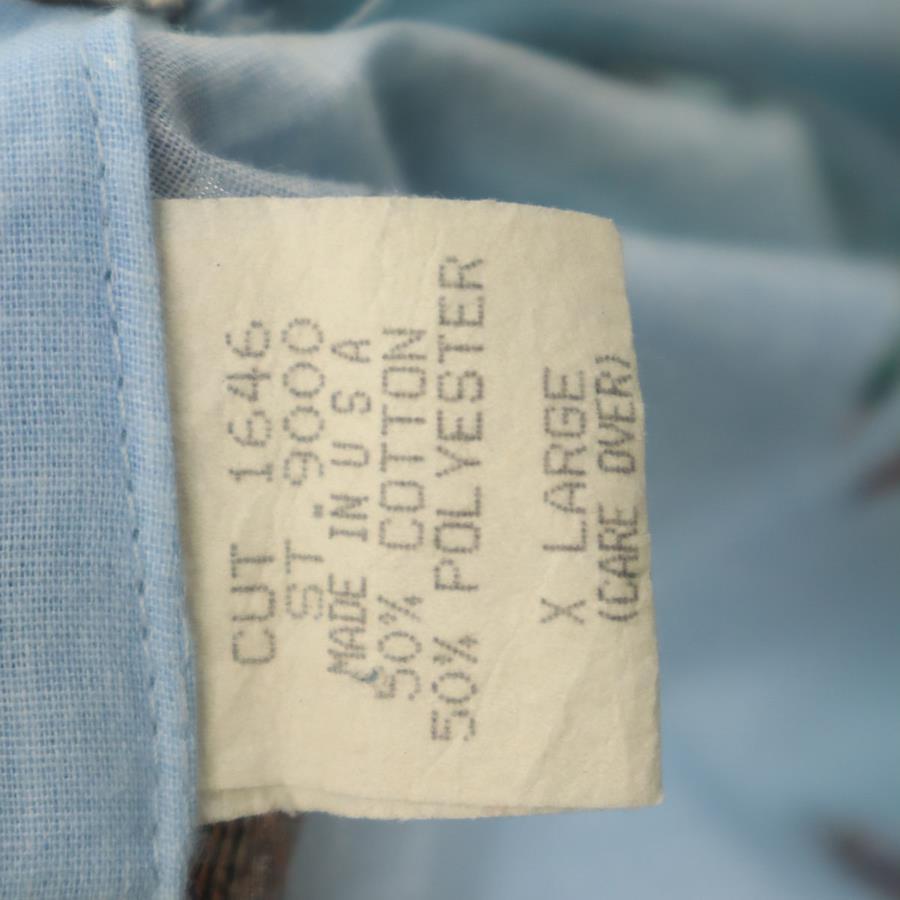 CUT 1646
ST 9000
MADE IN U S A
50% COTTON
50% POLYESTER
X LARGE
(CARE OVER)